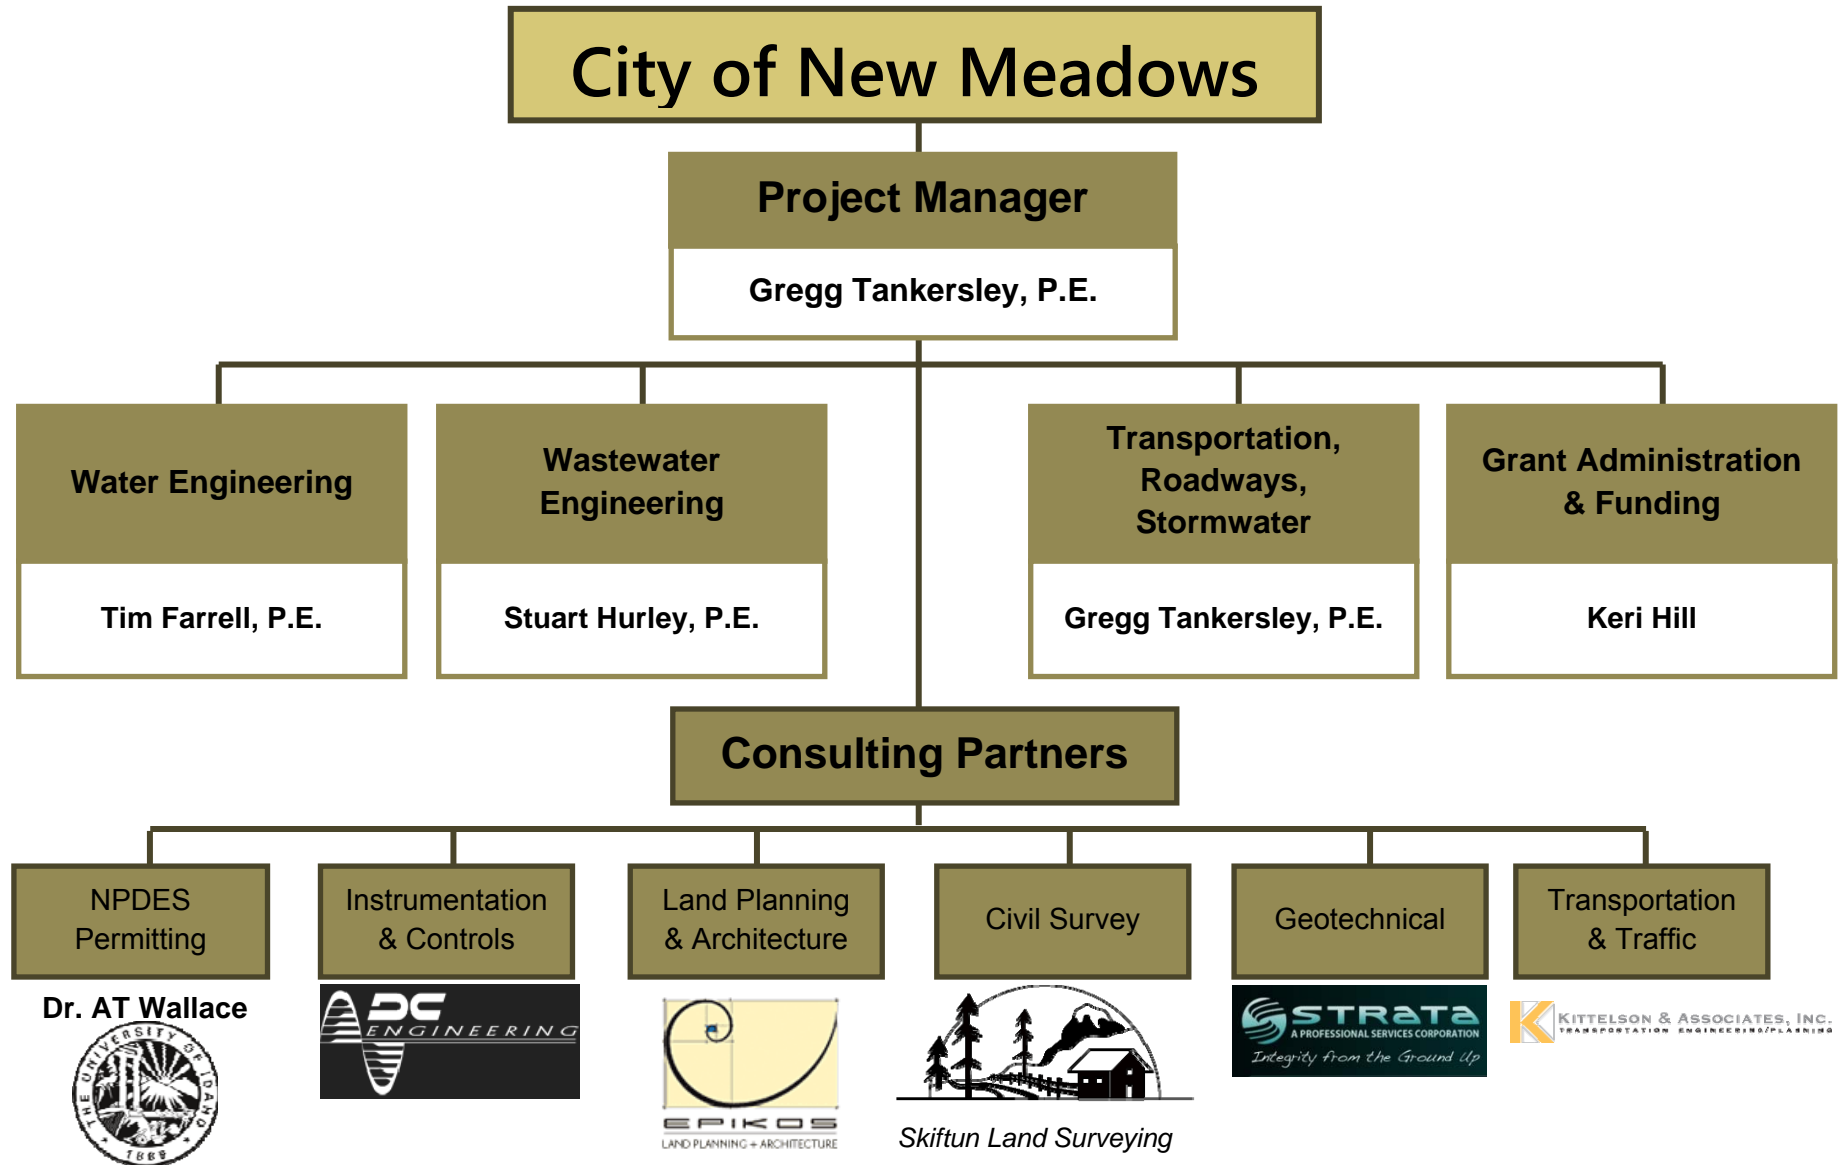 City of New Meadows
Project Manager
Gregg Tankersley, P.E.
Water Engineering
Tim Farrell, P.E.
Wastewater
Engineering
Stuart Hurley, P.E.
Transportation,
Roadways,
Stormwater
Gregg Tankersley, P.E.
Grant Administration
& Funding
Keri Hill
Consulting Partners
NPDES
Permitting
Dr. AT Wallace
THE UNIVERSITY OF IDAHO
1889
Instrumentation
& Controls
DC
ENGINEERING
Land Planning
& Architecture
EPIKOS
LAND PLANNING + ARCHITECTURE
Civil Survey
Skiftun Land Surveying
Geotechnical
STRATA
A PROFESSIONAL SERVICES CORPORATION
Integrity from the Ground Up
Transportation
& Traffic
KITTELSON & ASSOCIATES, INC.
TRANSPORTATION ENGINEERING/PLANNING